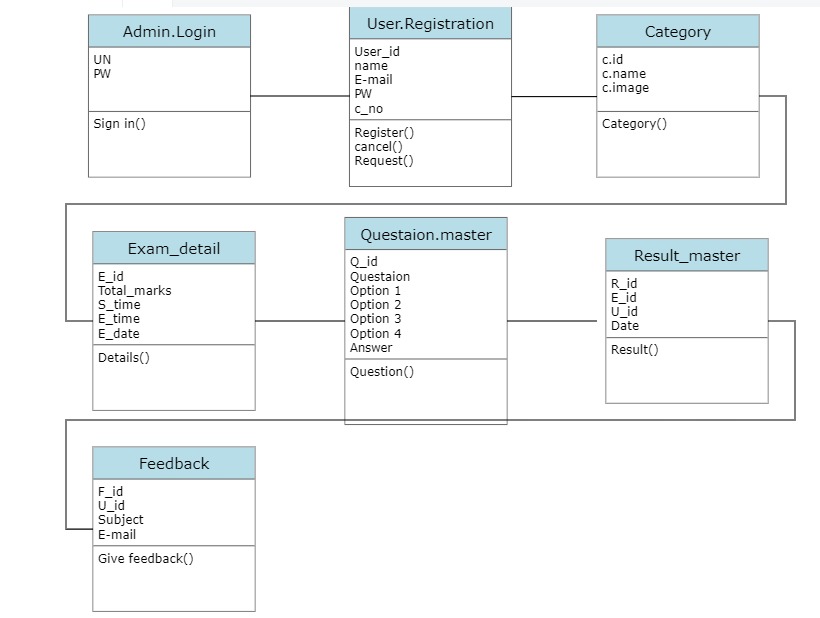 Admin.Login
UN
PW
Sign in()
User.Registration
User_id
name
E-mail
PW
c_no
Register()
cancel()
Request()
Category
c.id
c.name
c.image
Category()
Exam_detail
E_id
Total_marks
S_time
E_time
E_date
Details()
Questaion.master
Q_id
Questaion
Option 1
Option 2
Option 3
Option 4
Answer
Question()
Result_master
R_id
E_id
U_id
Date
Result()
Feedback
F_id
U_id
Subject
E-mail
Give feedback()